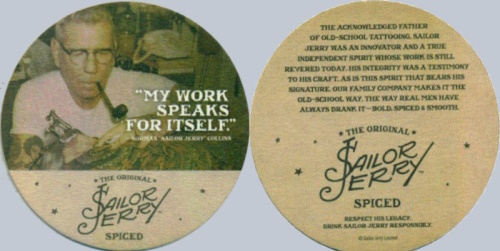 "MY WORK
SPEAKS
FOR ITSELF."
NORMAN "SAILOR JERRY" COLLINS
* THE ORIGINAL *
SAILOR
JERRY
SPICED
THE ACKNOWLEDGED FATHER
OF OLD-SCHOOL TATTOOING, SAILOR
JERRY WAS AN INNOVATOR AND A TRUE
INDEPENDENT SPIRIT WHOSE WORK IS STILL
REVERED TODAY. HIS INTEGRITY WAS A TESTIMONY
TO HIS CRAFT. AS IS THIS SPIRIT THAT BEARS HIS
SIGNATURE. OUR FAMILY COMPANY MAKES IT THE
OLD-SCHOOL WAY. THE WAY REAL MEN HAVE
ALWAYS DRANK IT—BOLD, SPICED & SMOOTH.
* THE ORIGINAL *
SAILOR
JERRY™
SPICED
RESPECT HIS LEGACY.
DRINK SAILOR JERRY RESPONSIBLY.
© Sailor Jerry Limited